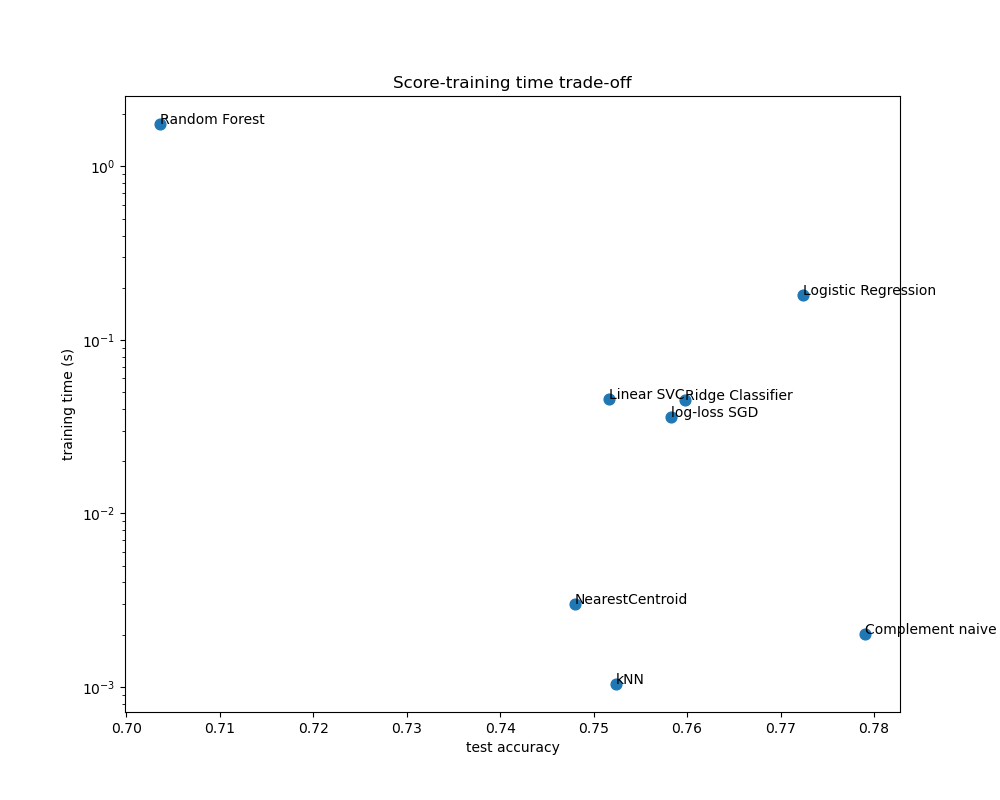 Score-training time trade-off
Random Forest
10⁰
Logistic Regression
10⁻¹
Linear SVC
Ridge Classifier
log-loss SGD
training time (s)
10⁻²
NearestCentroid
Complement naive
kNN
10⁻³
0.70 0.71 0.72 0.73 0.74 0.75 0.76 0.77 0.78
test accuracy